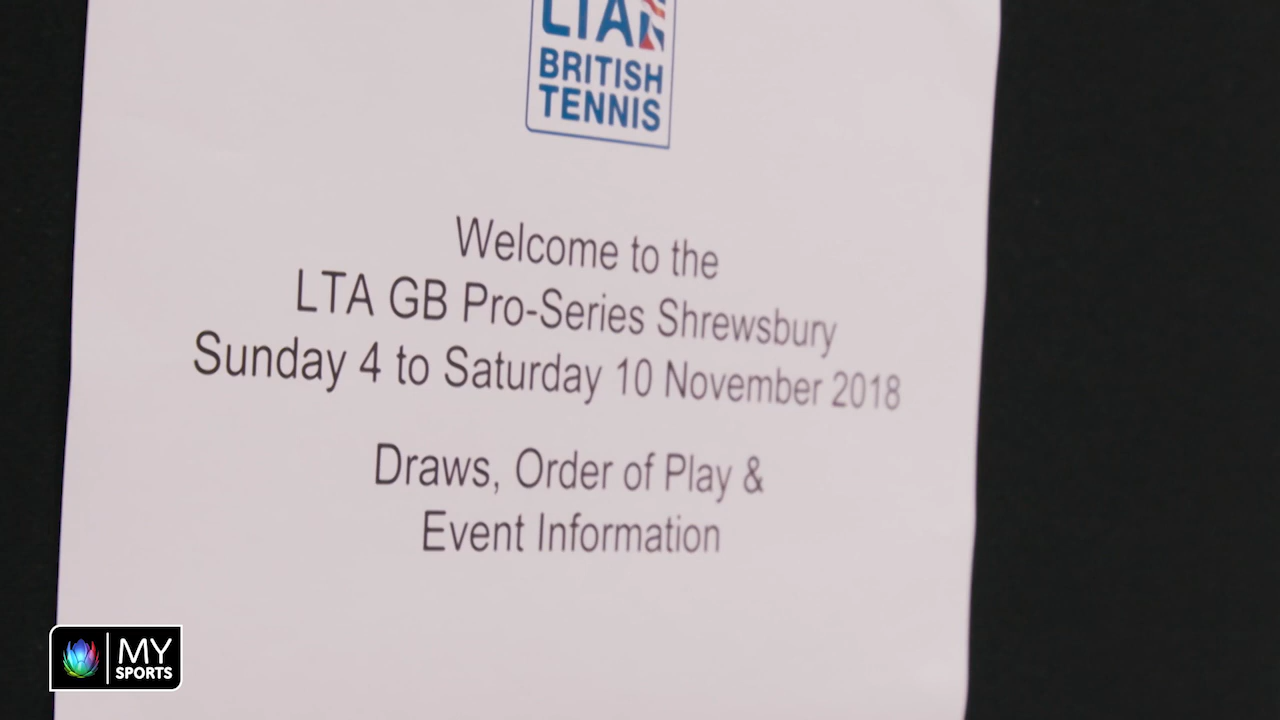 LTA
BRITISH
TENNIS
Welcome to the
LTA GB Pro-Series Shrewsbury
Sunday 4 to Saturday 10 November 2018
Draws, Order of Play &
Event Information
MY
SPORTS